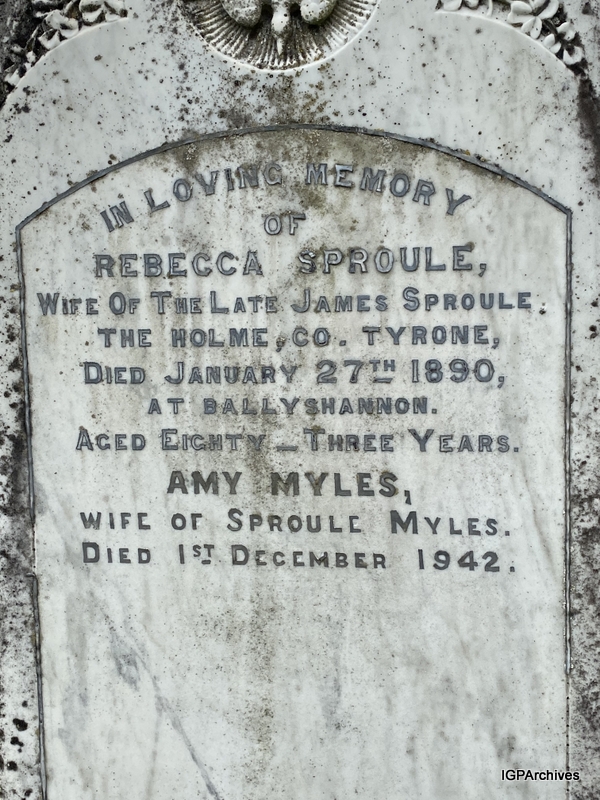 IN LOVING MEMORY
OF
REBECCA SPROULE,
WIFE OF THE LATE JAMES SPROULE.
THE HOLME, CO. TYRONE,
DIED JANUARY 27TH 1890,
AT BALLYSHANNON.
AGED EIGHTY-THREE YEARS.
AMY MYLES,
WIFE OF SPROULE MYLES.
DIED 1ST DECEMBER 1942.
IGPArchives